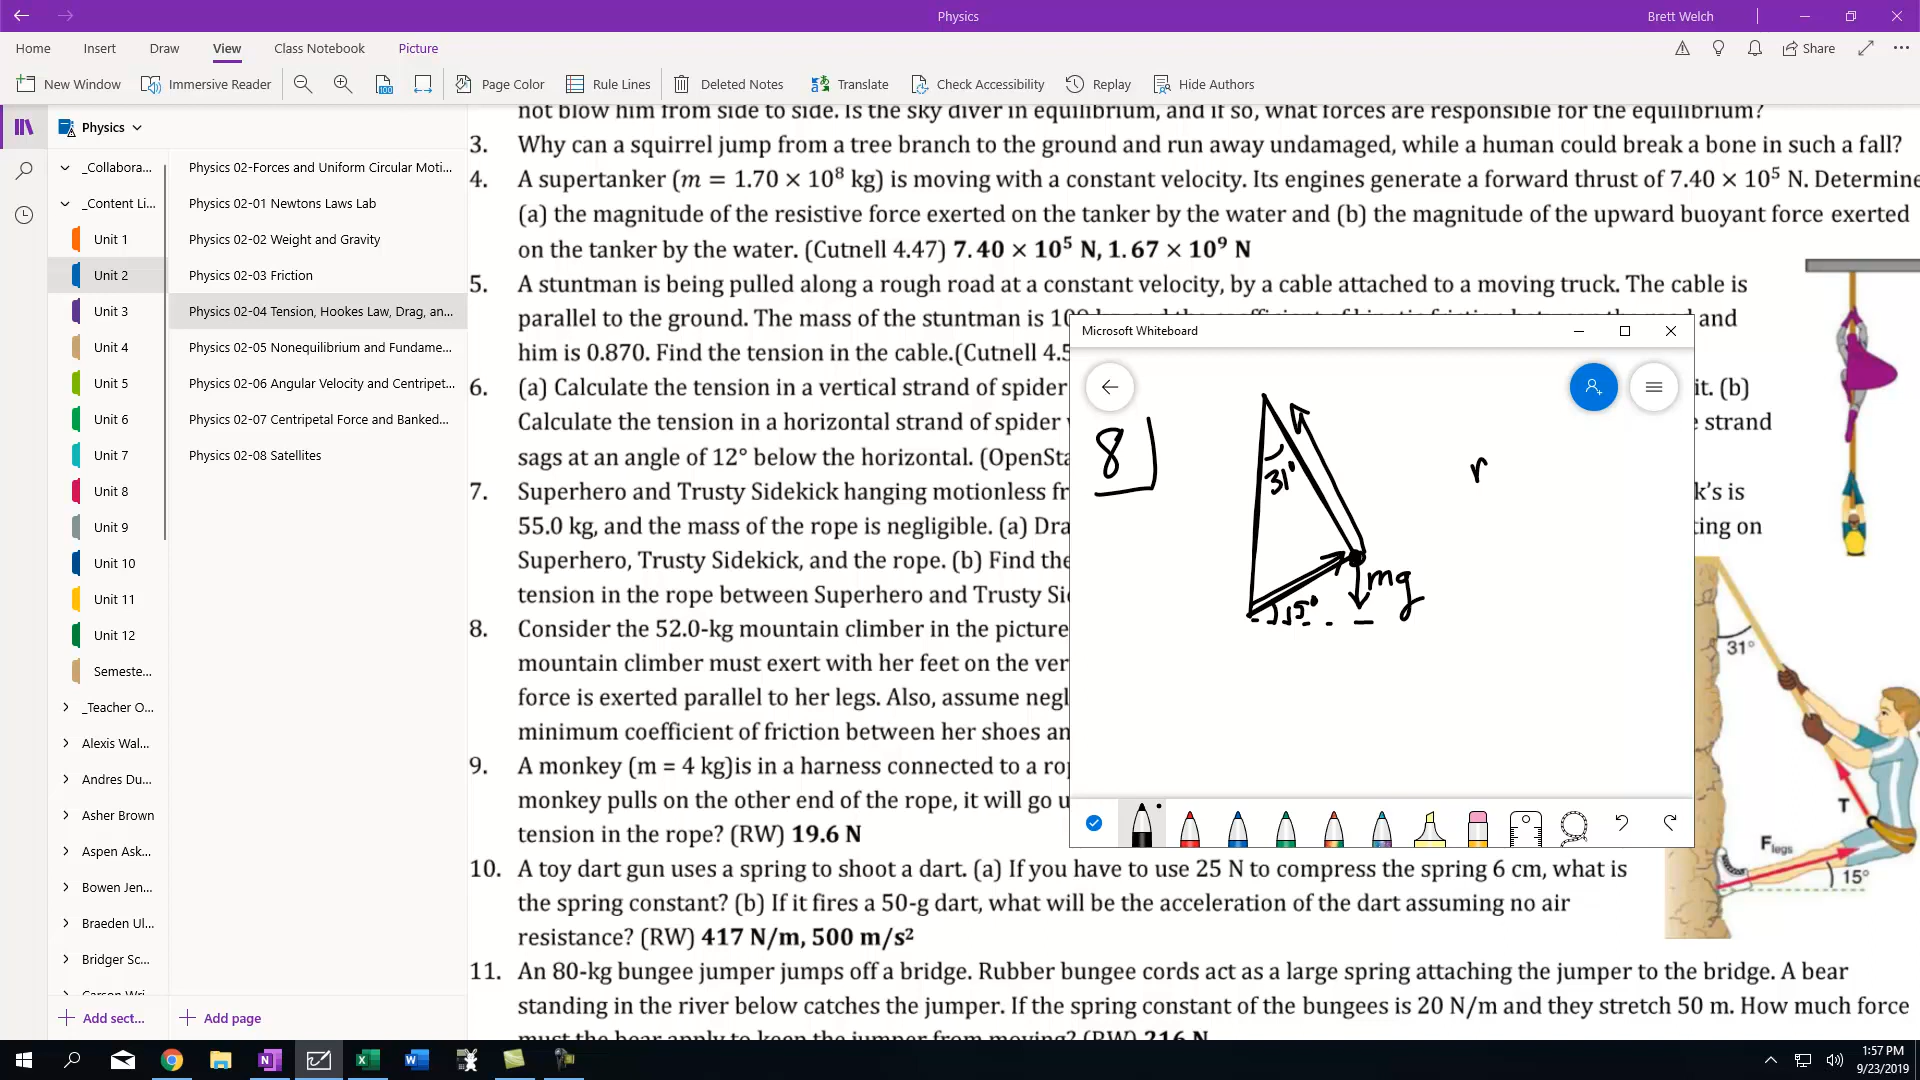 Physics
Brett Welch
Home Insert Draw View Class Notebook Picture
Share
New Window Immersive Reader Page Color Rule Lines Deleted Notes Translate Check Accessibility Replay Hide Authors
Physics
_Collabora...
_Content Li...
Unit 1
Unit 2
Unit 3
Unit 4
Unit 5
Unit 6
Unit 7
Unit 8
Unit 9
Unit 10
Unit 11
Unit 12
Semeste...
_Teacher O...
Alexis Wal...
Andres Du...
Asher Brown
Aspen Ask...
Bowen Jen...
Braeden Ul...
Bridger Sc...
Carson Wri...
Add sect...
Physics 02-Forces and Uniform Circular Moti...
Physics 02-01 Newtons Laws Lab
Physics 02-02 Weight and Gravity
Physics 02-03 Friction
Physics 02-04 Tension, Hookes Law, Drag, an...
Physics 02-05 Nonequilibrium and Fundame...
Physics 02-06 Angular Velocity and Centripet...
Physics 02-07 Centripetal Force and Banked...
Physics 02-08 Satellites
Add page
not blow him from side to side. Is the sky diver in equilibrium, and if so, what forces are responsible for the equilibrium?
3. Why can a squirrel jump from a tree branch to the ground and run away undamaged, while a human could break a bone in such a fall?
4. A supertanker (m = 1.70 × 10⁸ kg) is moving with a constant velocity. Its engines generate a forward thrust of 7.40 × 10⁵ N. Determine
(a) the magnitude of the resistive force exerted on the tanker by the water and (b) the magnitude of the upward buoyant force exerted
on the tanker by the water. (Cutnell 4.47) 7.40 × 10⁵ N, 1.67 × 10⁹ N
5. A stuntman is being pulled along a rough road at a constant velocity, by a cable attached to a moving truck. The cable is
parallel to the ground. The mass of the stuntman is 10 and
him is 0.870. Find the tension in the cable.(Cutnell 4.5
6. (a) Calculate the tension in a vertical strand of spider it. (b)
Calculate the tension in a horizontal strand of spider strand
sags at an angle of 12° below the horizontal. (OpenSta
7. Superhero and Trusty Sidekick hanging motionless fr k's is
55.0 kg, and the mass of the rope is negligible. (a) Dra ting on
Superhero, Trusty Sidekick, and the rope. (b) Find the
tension in the rope between Superhero and Trusty Si
8. Consider the 52.0-kg mountain climber in the picture
mountain climber must exert with her feet on the ver
force is exerted parallel to her legs. Also, assume negl
minimum coefficient of friction between her shoes an
9. A monkey (m = 4 kg)is in a harness connected to a ro
monkey pulls on the other end of the rope, it will go u
tension in the rope? (RW) 19.6 N
10. A toy dart gun uses a spring to shoot a dart. (a) If you have to use 25 N to compress the spring 6 cm, what is
the spring constant? (b) If it fires a 50-g dart, what will be the acceleration of the dart assuming no air
resistance? (RW) 417 N/m, 500 m/s²
11. An 80-kg bungee jumper jumps off a bridge. Rubber bungee cords act as a large spring attaching the jumper to the bridge. A bear
standing in the river below catches the jumper. If the spring constant of the bungees is 20 N/m and they stretch 50 m. How much force
must the bear apply to keep the jumper from moving? (RW) 216 N
Microsoft Whiteboard
8
31°
r
mg
15°
31°
T
Flegs
15°
1:57 PM
9/23/2019